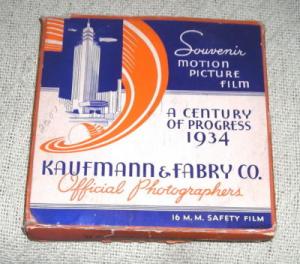 Souvenir
MOTION
PICTURE
FILM
A CENTURY
OF PROGRESS
1934
KAUFMANN & FABRY CO.
Official Photographers
16 M.M. SAFETY FILM